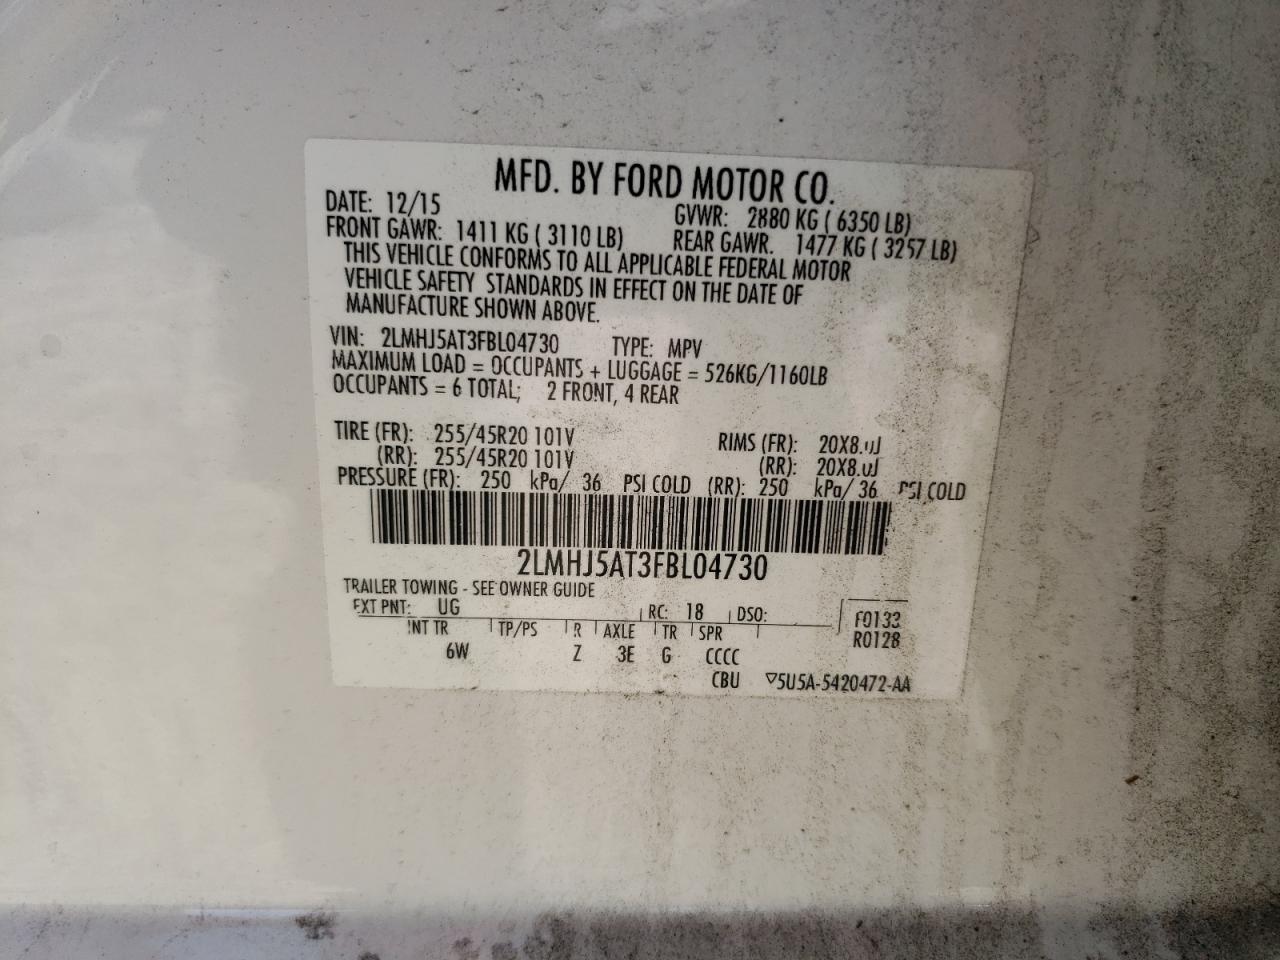 MFD. BY FORD MOTOR CO.
DATE: 12/15 GVWR: 2880 KG ( 6350 LB)
FRONT GAWR: 1411 KG ( 3110 LB) REAR GAWR: 1477 KG ( 3257 LB)
THIS VEHICLE CONFORMS TO ALL APPLICABLE FEDERAL MOTOR
VEHICLE SAFETY STANDARDS IN EFFECT ON THE DATE OF
MANUFACTURE SHOWN ABOVE.
VIN: 2LMHJ5AT3FBL04730 TYPE: MPV
MAXIMUM LOAD = OCCUPANTS + LUGGAGE = 526KG/1160LB
OCCUPANTS = 6 TOTAL; 2 FRONT, 4 REAR
TIRE (FR): 255/45R20 101V RIMS (FR): 20X8.0J
(RR): 255/45R20 101V (RR): 20X8.0J
PRESSURE (FR): 250 kPa/ 36 PSI COLD (RR): 250 kPa/ 36 PSI COLD
2LMHJ5AT3FBL04730
TRAILER TOWING - SEE OWNER GUIDE
EXT PNT: UG RC: 18 DSO: F0133
INT TR TP/PS R AXLE TR SPR R0128
6W Z 3E G CCCC
CBU ▽5U5A-5420472-AA